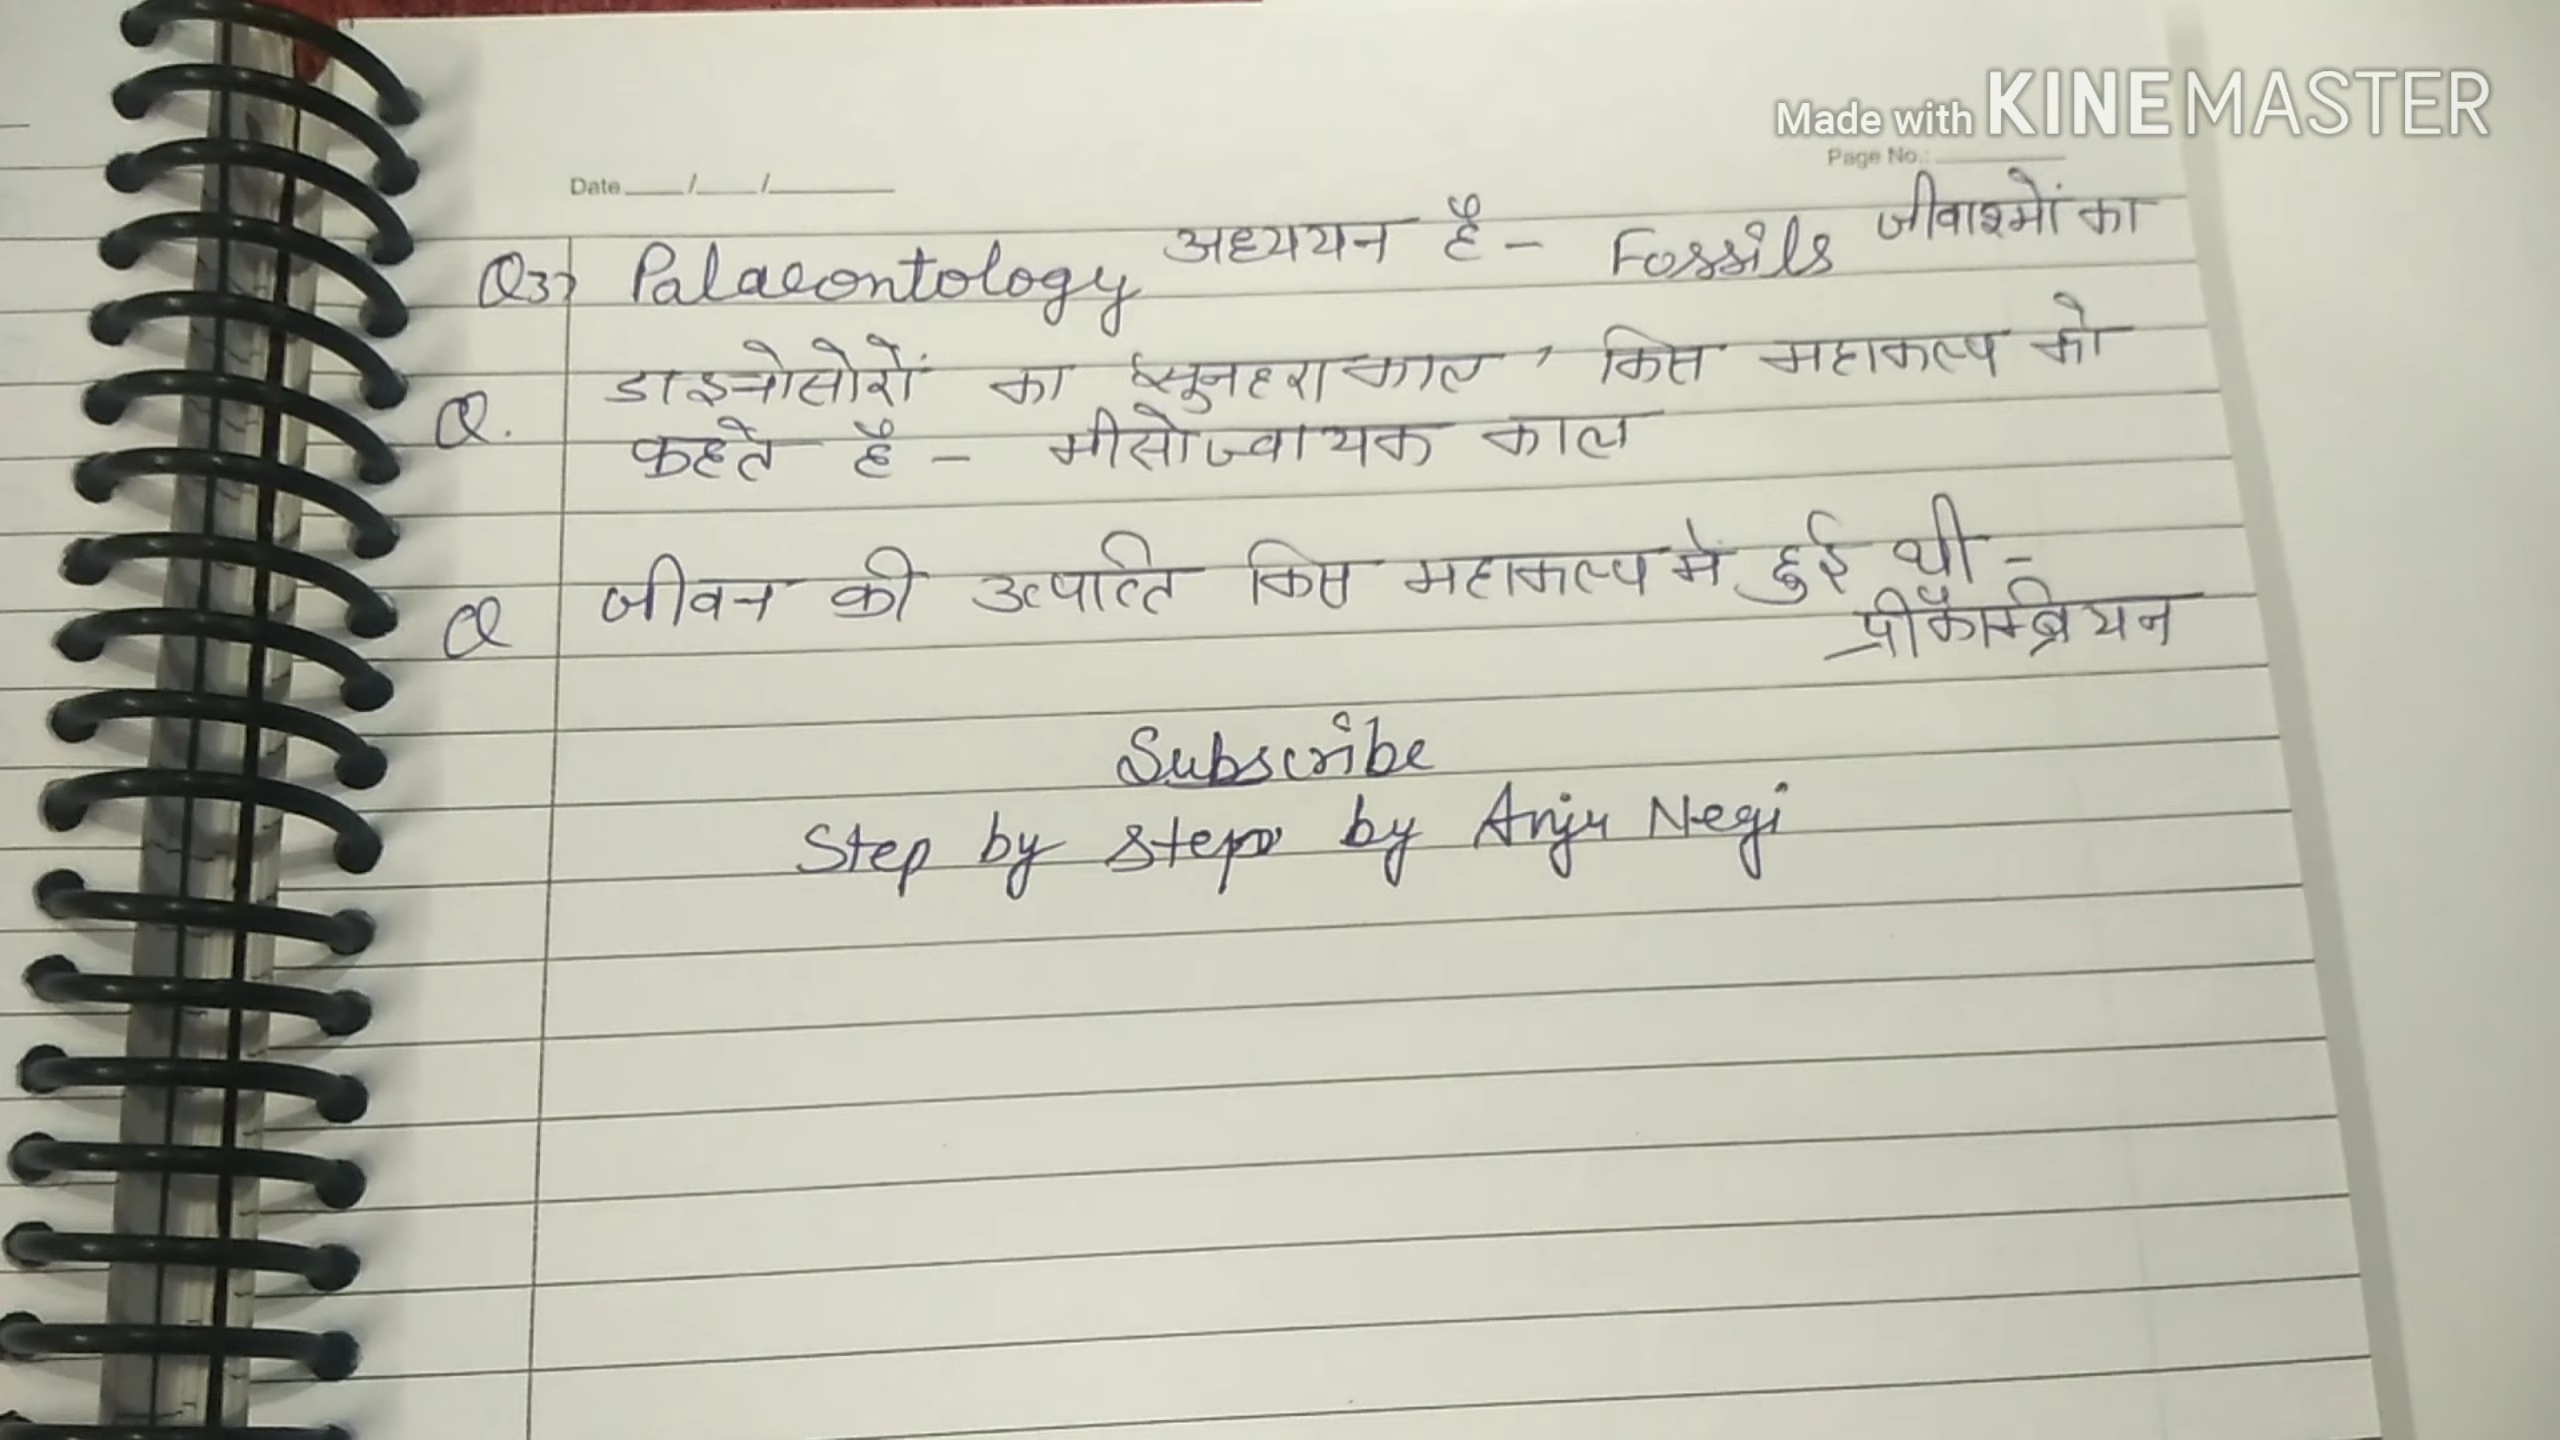 Made with KINEMASTER
Page No.:
Date
Q3) Palaeontology अध्ययन है - Fossils जीवाश्मों का
Q. डाइनोसोरों का सुनहरा काल, किस महाकल्प को
कहते है - मीसोज्वायक काल
Q जीवन की उत्पत्ति किस महाकल्प में हुई थी -
प्रीकैम्ब्रियन
Subscribe
Step by step by Anju Negi